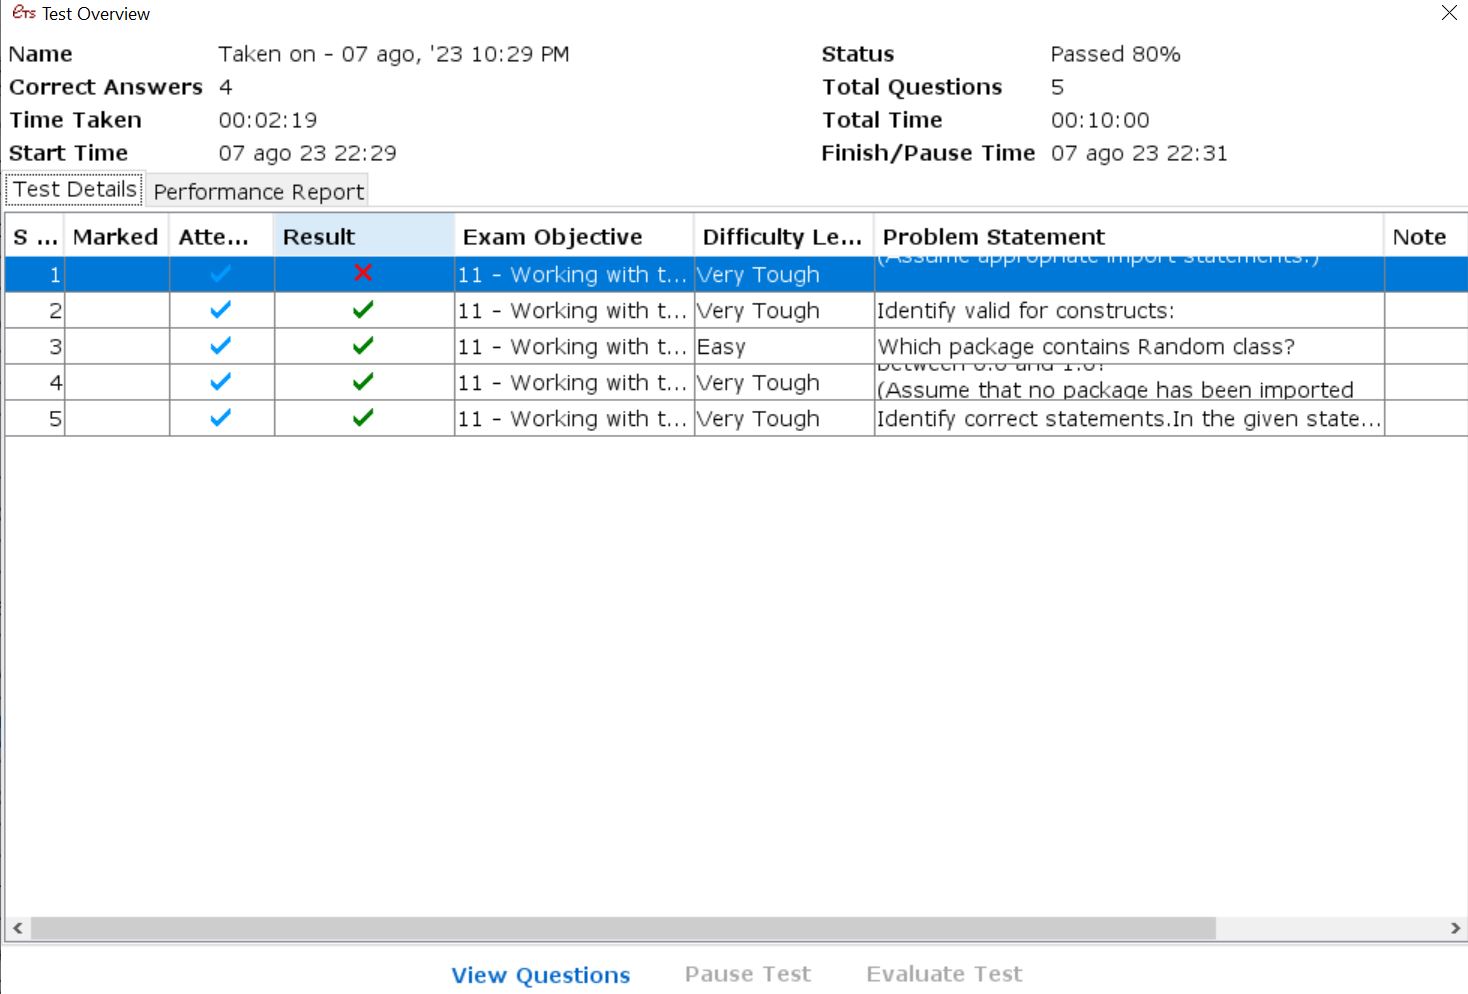 eTS Test Overview
Name Taken on - 07 ago, '23 10:29 PM Status Passed 80%
Correct Answers 4 Total Questions 5
Time Taken 00:02:19 Total Time 00:10:00
Start Time 07 ago 23 22:29 Finish/Pause Time 07 ago 23 22:31
Test Details Performance Report
S ... Marked Atte... Result Exam Objective Difficulty Le... Problem Statement Note
1 11 - Working with t... Very Tough (Assume appropriate import statements.)
2 11 - Working with t... Very Tough Identify valid for constructs:
3 11 - Working with t... Easy Which package contains Random class?
4 11 - Working with t... Very Tough between 0.0 and 1.0?
(Assume that no package has been imported
5 11 - Working with t... Very Tough Identify correct statements.In the given state...
View Questions Pause Test Evaluate Test